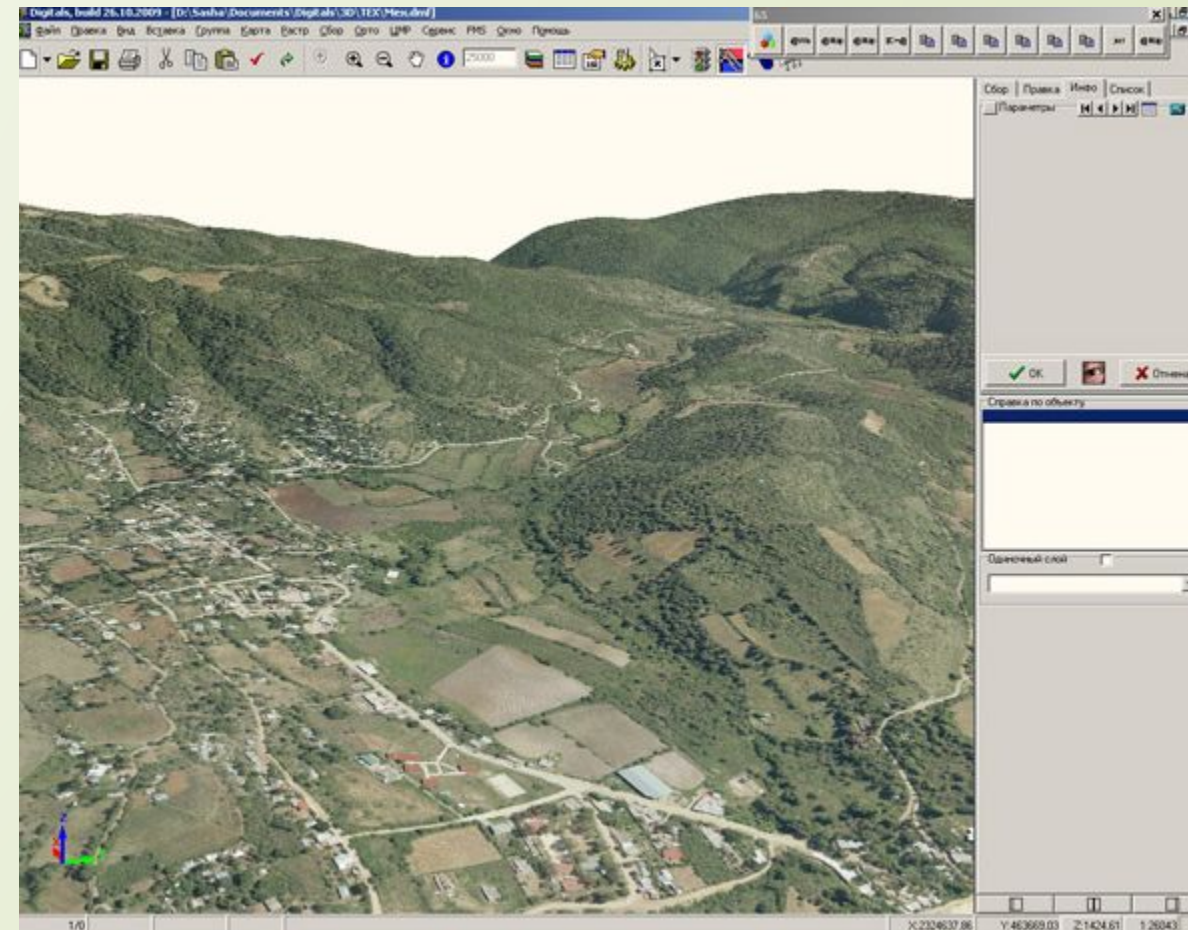 Digitals, build 26.10.2009 - [D:\Sasha\Documents\Digitals\3D\TEX\Мех.dmf]
Файл Правка Вид Вставка Группа Карта Растр Сбор Орто ЦМР Сервис PMS Окно Помощь
25000
Сбор Правка Инфо Список
Параметры
OK Отмена
Справка по объекту
Одиночный слой
Z
1/0 X:2324637.86 Y:463669.03 Z:1424.61 1:26043